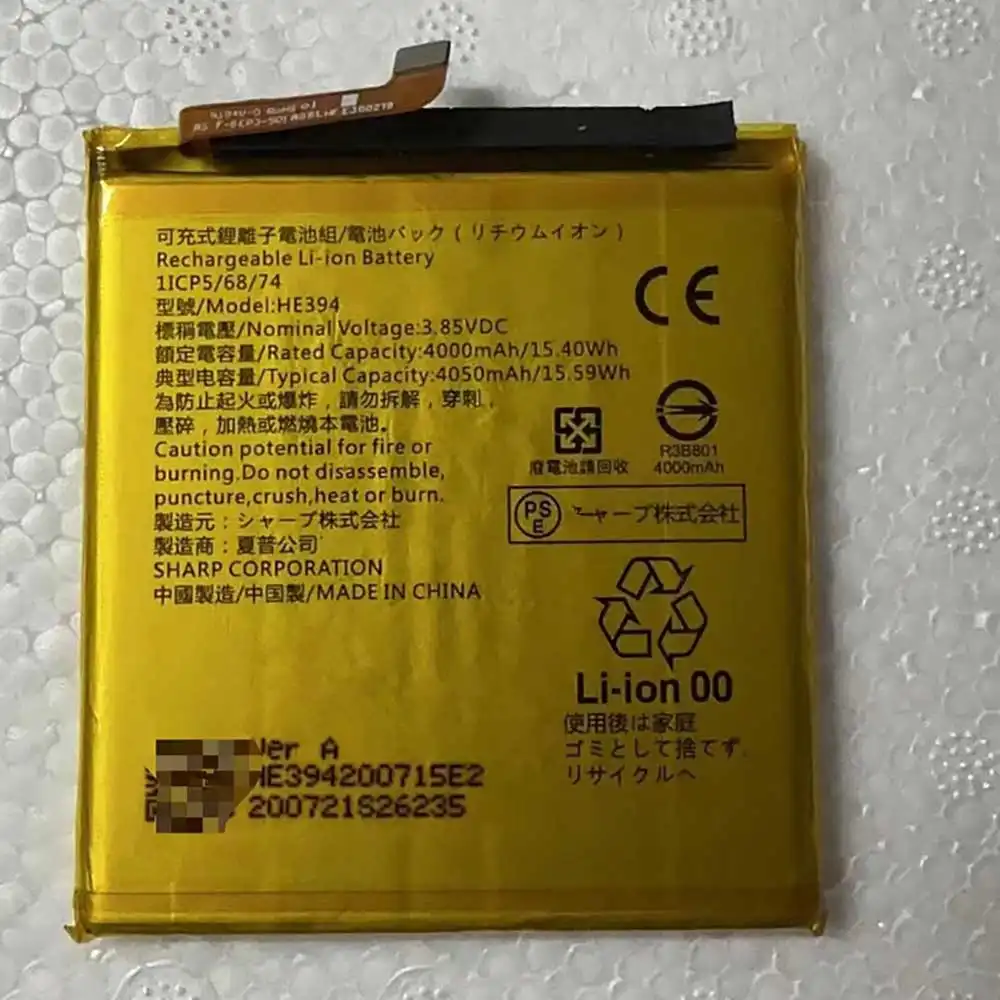 可充式鋰離子電池組/電池パック（リチウムイオン）
Rechargeable Li-ion Battery
1ICP5/68/74
型號/Model:HE394
標稱電壓/Nominal Voltage:3.85VDC
額定電容量/Rated Capacity:4000mAh/15.40Wh
典型电容量/Typical Capacity:4050mAh/15.59Wh
為防止起火或爆炸，請勿拆解，穿刺，
壓碎，加熱或燃燒本電池。
Caution potential for fire or
burning.Do not disassemble,
puncture,crush,heat or burn.
製造元：シャープ株式会社
製造商：夏普公司
SHARP CORPORATION
中國製造/中国製/MADE IN CHINA
CE
廢電池請回收
R3B801
4000mAh
PS
E
ャープ株式会社
Li-ion 00
使用後は家庭
ゴミとして捨てず
リサイクルへ
Ver A
HE394200715E2
200721S26235